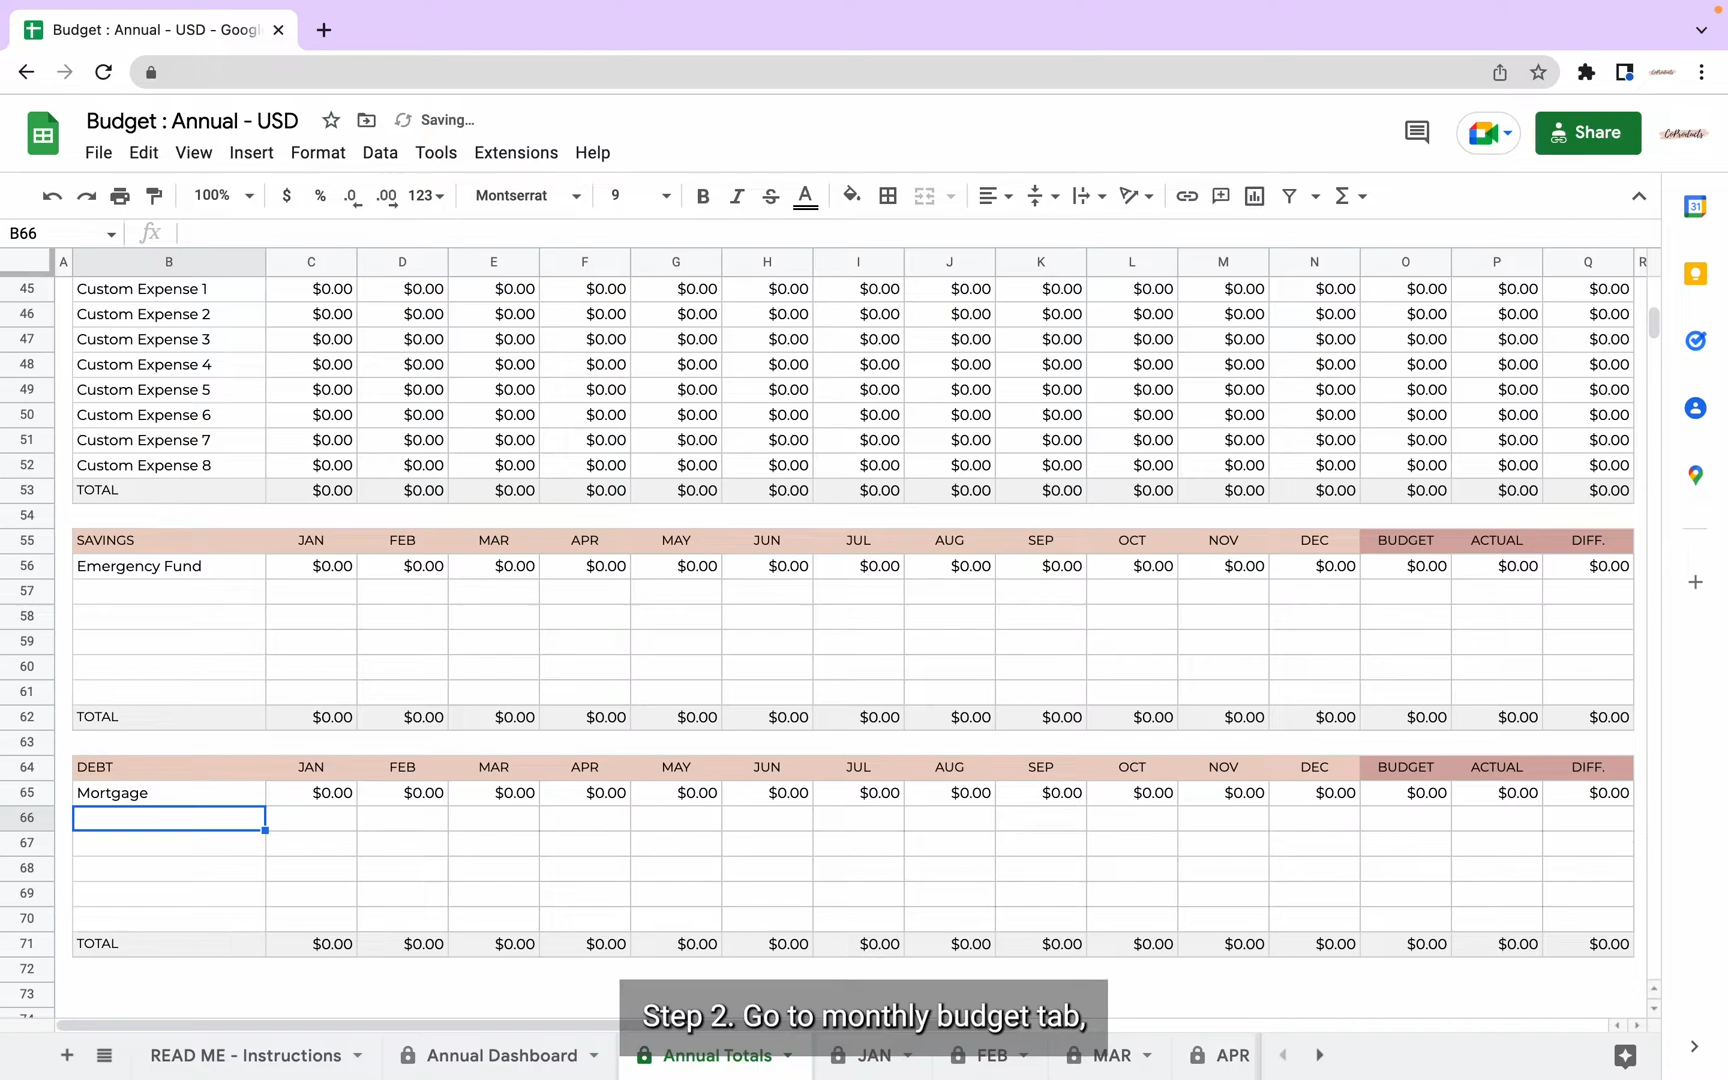 Budget : Annual - USD - Googl
Budget : Annual - USD
Saving...
File Edit View Insert Format Data Tools Extensions Help
Share
CoProducts
100% $ % .0 .00 123 Montserrat 9 B I S A
B66 fx
A B C D E F G H I J K L M N O P Q R
45 Custom Expense 1 $0.00 $0.00 $0.00 $0.00 $0.00 $0.00 $0.00 $0.00 $0.00 $0.00 $0.00 $0.00 $0.00 $0.00 $0.00
46 Custom Expense 2 $0.00 $0.00 $0.00 $0.00 $0.00 $0.00 $0.00 $0.00 $0.00 $0.00 $0.00 $0.00 $0.00 $0.00 $0.00
47 Custom Expense 3 $0.00 $0.00 $0.00 $0.00 $0.00 $0.00 $0.00 $0.00 $0.00 $0.00 $0.00 $0.00 $0.00 $0.00 $0.00
48 Custom Expense 4 $0.00 $0.00 $0.00 $0.00 $0.00 $0.00 $0.00 $0.00 $0.00 $0.00 $0.00 $0.00 $0.00 $0.00 $0.00
49 Custom Expense 5 $0.00 $0.00 $0.00 $0.00 $0.00 $0.00 $0.00 $0.00 $0.00 $0.00 $0.00 $0.00 $0.00 $0.00 $0.00
50 Custom Expense 6 $0.00 $0.00 $0.00 $0.00 $0.00 $0.00 $0.00 $0.00 $0.00 $0.00 $0.00 $0.00 $0.00 $0.00 $0.00
51 Custom Expense 7 $0.00 $0.00 $0.00 $0.00 $0.00 $0.00 $0.00 $0.00 $0.00 $0.00 $0.00 $0.00 $0.00 $0.00 $0.00
52 Custom Expense 8 $0.00 $0.00 $0.00 $0.00 $0.00 $0.00 $0.00 $0.00 $0.00 $0.00 $0.00 $0.00 $0.00 $0.00 $0.00
53 TOTAL $0.00 $0.00 $0.00 $0.00 $0.00 $0.00 $0.00 $0.00 $0.00 $0.00 $0.00 $0.00 $0.00 $0.00 $0.00
54
55 SAVINGS JAN FEB MAR APR MAY JUN JUL AUG SEP OCT NOV DEC BUDGET ACTUAL DIFF.
56 Emergency Fund $0.00 $0.00 $0.00 $0.00 $0.00 $0.00 $0.00 $0.00 $0.00 $0.00 $0.00 $0.00 $0.00 $0.00 $0.00
57
58
59
60
61
62 TOTAL $0.00 $0.00 $0.00 $0.00 $0.00 $0.00 $0.00 $0.00 $0.00 $0.00 $0.00 $0.00 $0.00 $0.00 $0.00
63
64 DEBT JAN FEB MAR APR MAY JUN JUL AUG SEP OCT NOV DEC BUDGET ACTUAL DIFF.
65 Mortgage $0.00 $0.00 $0.00 $0.00 $0.00 $0.00 $0.00 $0.00 $0.00 $0.00 $0.00 $0.00 $0.00 $0.00 $0.00
66
67
68
69
70
71 TOTAL $0.00 $0.00 $0.00 $0.00 $0.00 $0.00 $0.00 $0.00 $0.00 $0.00 $0.00 $0.00 $0.00 $0.00 $0.00
72
73
74
Step 2. Go to monthly budget tab,
READ ME - Instructions Annual Dashboard Annual Totals JAN FEB MAR APR
31